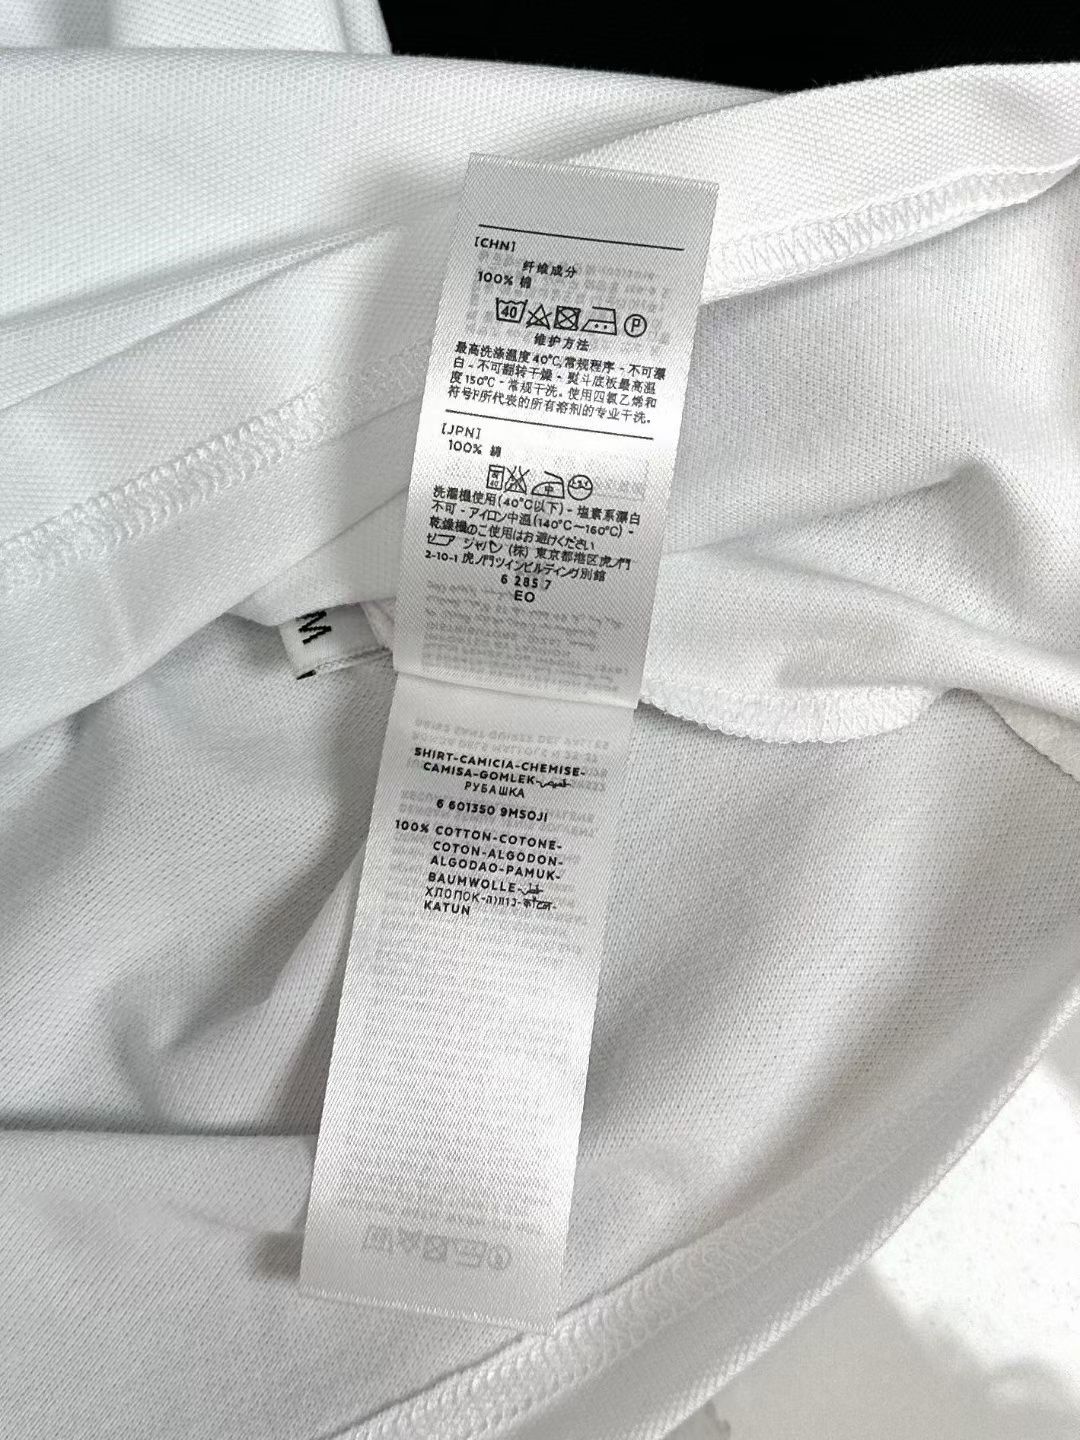 [CHN]
纤维成分
100% 棉
40
P
维护方法
最高洗涤温度40℃,常规程序-不可漂
白-不可翻转干燥-熨斗底板最高温
度150℃-常规干洗。使用四氯乙烯和
符号F所代表的所有溶剂的专业干洗。
[JPN]
100% 綿
40
中
洗濯機使用(40℃以下)-塩素系漂白
不可-アイロン中温(140℃〜160℃)-
乾燥機のご使用はお避けください
ジャパン (株) 東京都港区虎ノ門
2-10-1 虎ノ門ツインビルディング別館
6 285 7
EO
M
SHIRT-CAMICIA-CHEMISE-
CAMISA-GOMLEK-قميص
РУБАШКА
6 601350 9M50JI
100% COTTON-COTONE-
COTON-ALGODON-
ALGODAO-PAMUK-
BAUMWOLLE-
ХЛОПОК-
KATUN